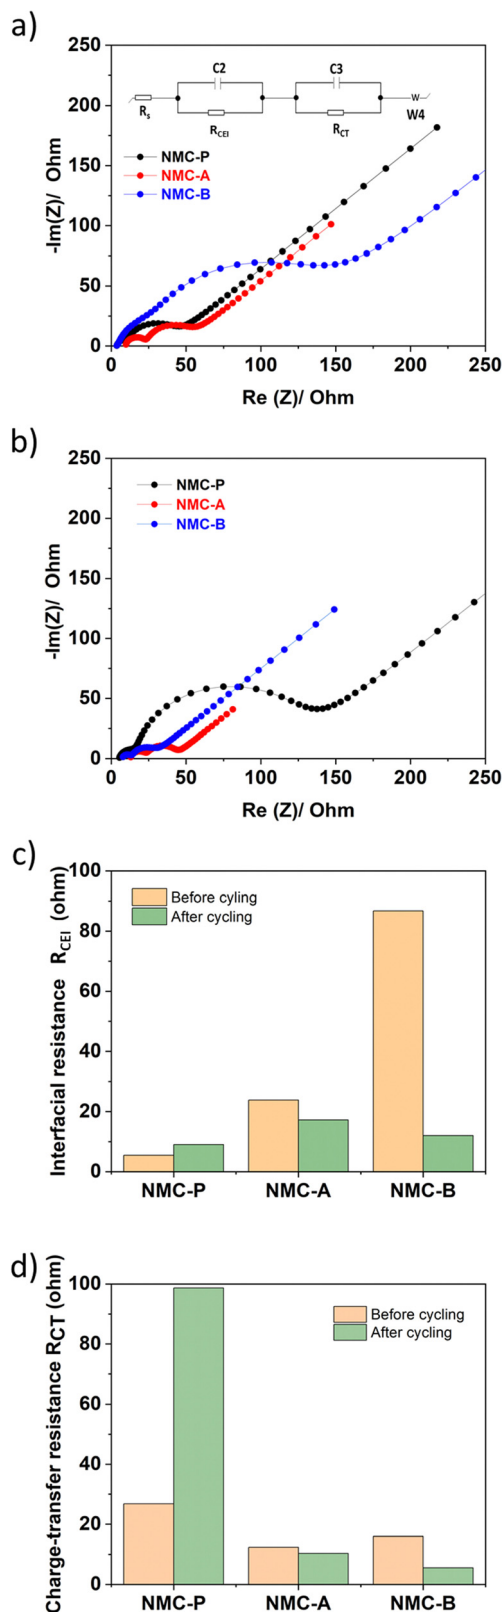 a)
250
200
150
100
50
0
-Im(Z)/ Ohm
C2
C3
Rs
RCEI
RCT
W
W4
NMC-P
NMC-A
NMC-B
0 50 100 150 200 250
Re (Z)/ Ohm
b)
250
200
150
100
50
0
-Im(Z)/ Ohm
NMC-P
NMC-A
NMC-B
0 50 100 150 200 250
Re (Z)/ Ohm
c)
100
80
60
40
20
0
Interfacial resistance RCEI (ohm)
Before cyling
After cycling
NMC-P NMC-A NMC-B
d)
100
80
60
40
20
0
Charge-transfer resistance RCT (ohm)
Before cycling
After cycling
NMC-P NMC-A NMC-B